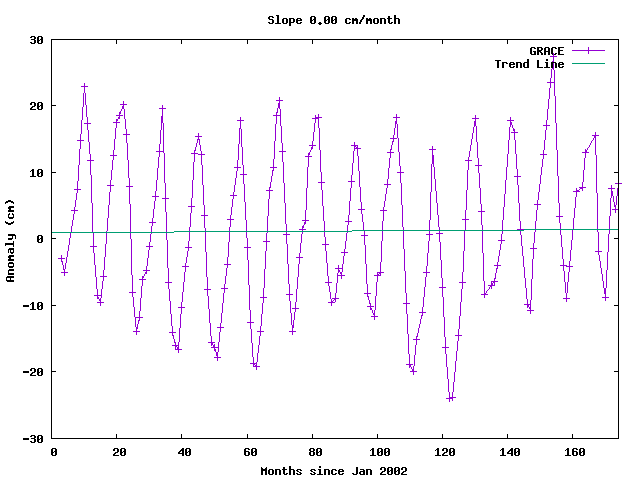 Slope 0.00 cm/month
GRACE
Trend Line
30
20
10
0
-10
-20
-30
Anomaly (cm)
0 20 40 60 80 100 120 140 160
Months since Jan 2002